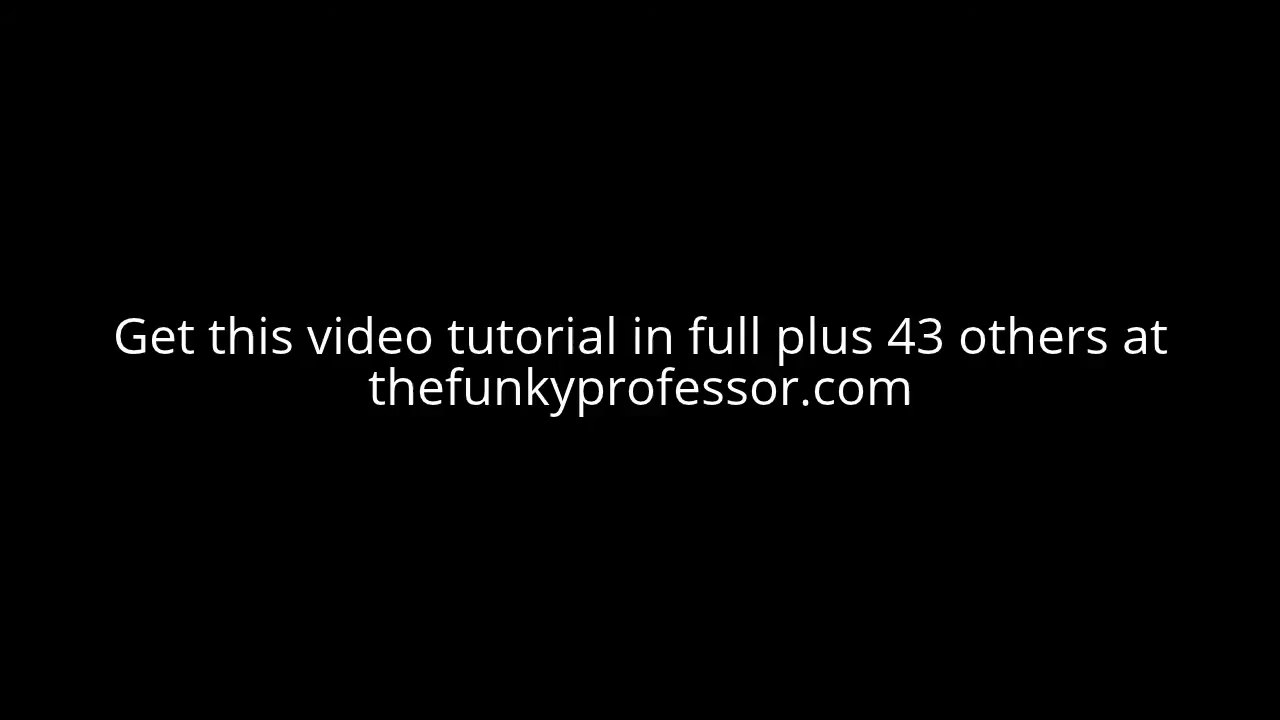 Get this video tutorial in full plus 43 others at
thefunkyprofessor.com